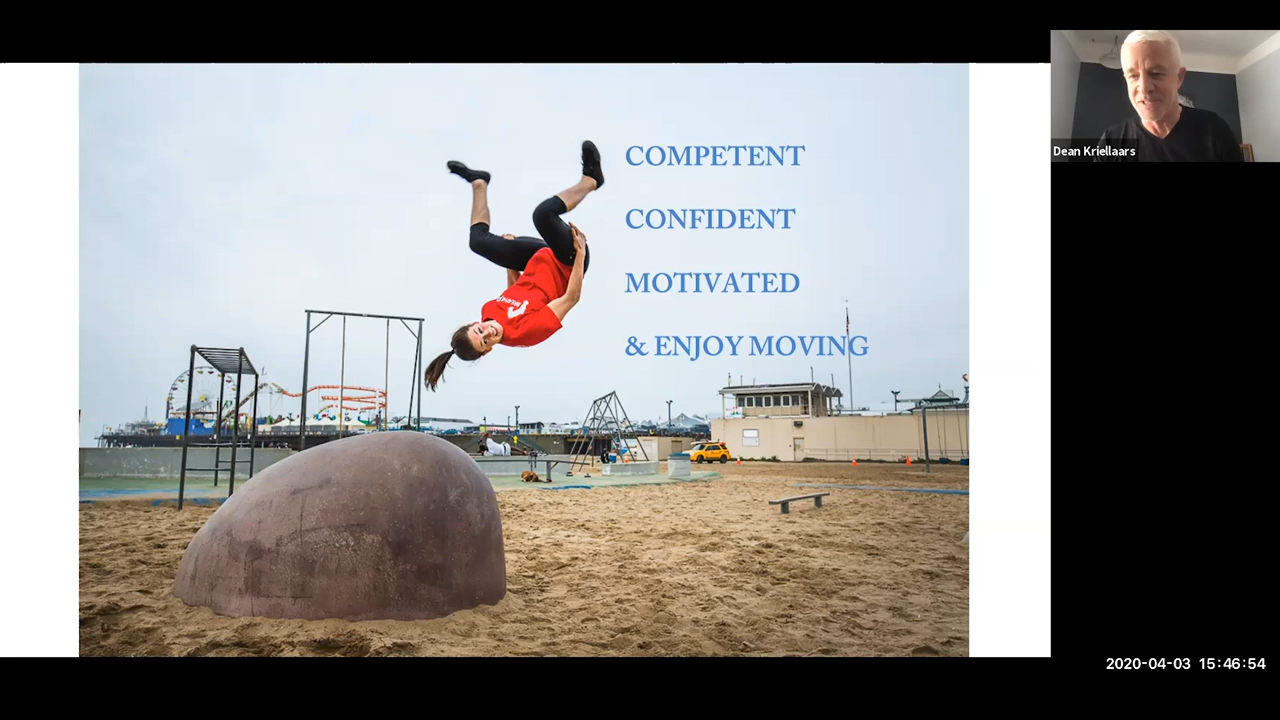 COMPETENT
CONFIDENT
MOTIVATED
& ENJOY MOVING
Dean Kriellaars
2020-04-03 15:46:54